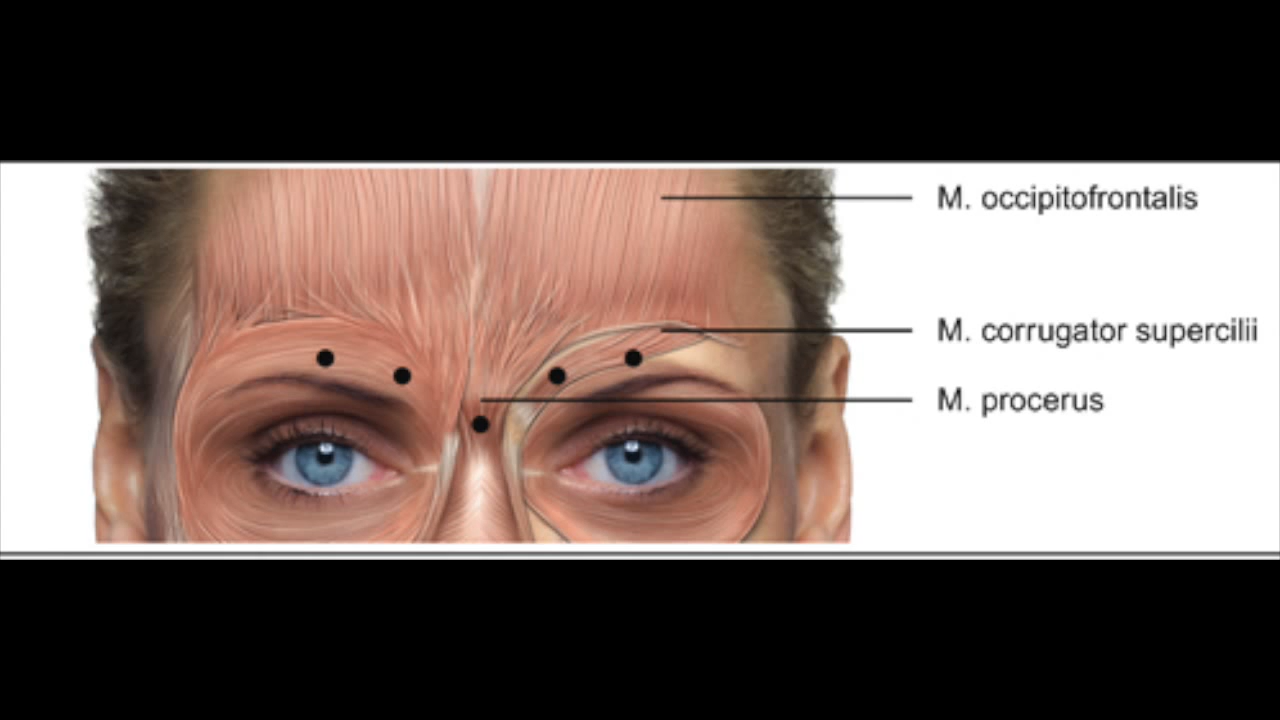 M. occipitofrontalis
M. corrugator supercilii
M. procerus